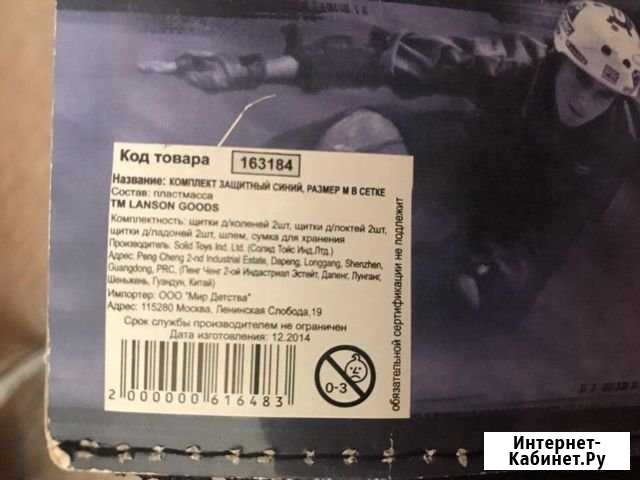 Код товара 163184
Название: КОМПЛЕКТ ЗАЩИТНЫЙ СИНИЙ, РАЗМЕР М В СЕТКЕ
Состав: пластмасса
TM LANSON GOODS
Комплектность: щитки д/коленей 2шт, щитки д/локтей 2шт,
щитки д/ладоней 2шт, шлем, сумка для хранения
Производитель: Solid Toys Ind. Ltd. (Солид Тойс Инд.Лтд.)
Адрес: Peng Cheng 2-nd Industrial Estate, Dapeng, Longgang, Shenzhen,
Guangdong, PRC, (Пенг Ченг 2-ой Индастриал Эстейт, Дапенг, Лунганг,
Шеньжень, Гуандун, Китай)
Импортер: ООО "Мир Детства"
Адрес: 115280 Москва, Ленинская Слобода,19
Срок службы производителем не ограничен
Дата изготовления: 12.2014
2 000000 616483
0-3
обязательной сертификации не подлежит
Интернет-
Кабинет.Ру